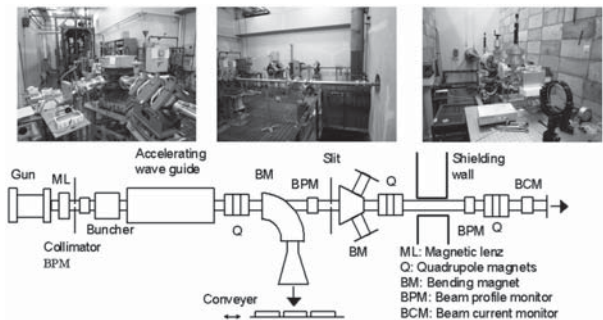 Gun
ML
Collimator
BPM
Buncher
Accelerating
wave guide
Q
BM
BPM
Slit
BM
Q
Shielding
wall
BPM
Q
BCM
Conveyer
ML: Magnetic lenz
Q: Quadrupole magnets
BM: Bending magnet
BPM: Beam profile monitor
BCM: Beam current monitor